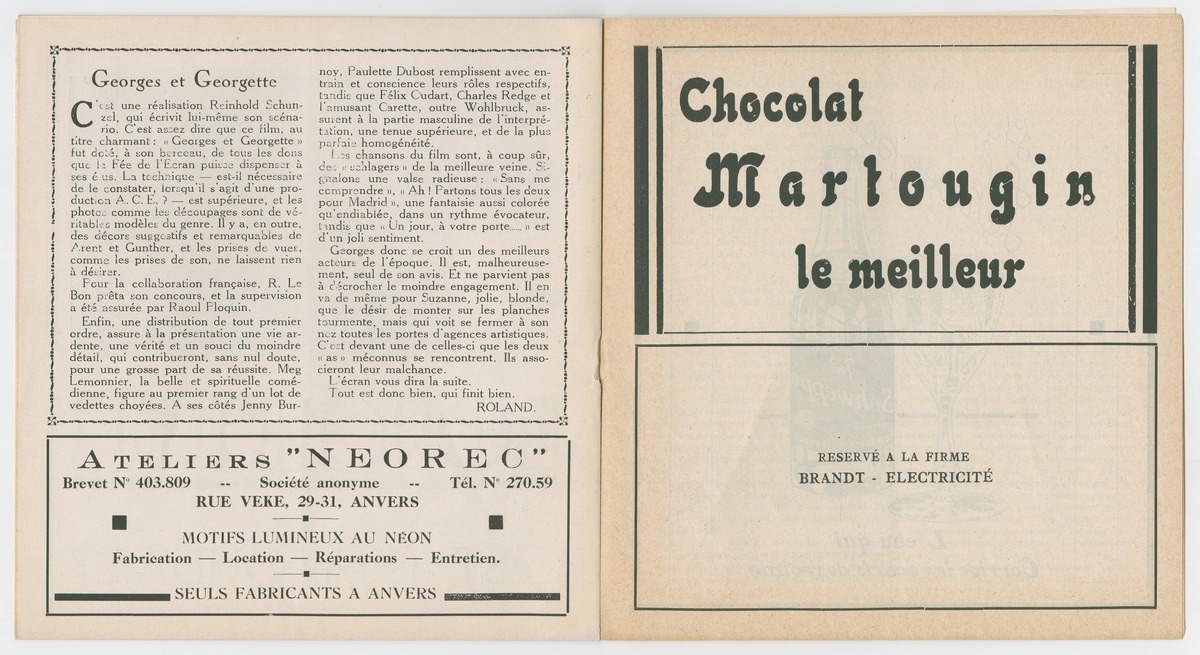 Georges et Georgette
C'est une réalisation Reinhold Schun-
zel, qui écrivit lui-même son scéna-
rio. C'est assez dire que ce film, au
titre charmant : « Georges et Georgette »
fut doté, à son berceau, de tous les dons
que la Fée de l'Ecran puisse dispenser à
ses élus. La technique — est-il nécessaire
de le constater, lorsqu'il s'agit d'une pro-
duction A. C. E. ? — est supérieure, et les
photos comme les découpages sont de vé-
ritables modèles du genre. Il y a, en outre,
des décors suggestifs et remarquables de
Arent et Gunther, et les prises de vues,
comme les prises de son, ne laissent rien
à désirer.
Pour la collaboration française, R. Le
Bon prêta son concours, et la supervision
a été assurée par Raoul Floquin.
Enfin, une distribution de tout premier
ordre, assure à la présentation une vie ar-
dente, une vérité et un souci du moindre
détail, qui contribueront, sans nul doute,
pour une grosse part de sa réussite. Meg
Lemonnier, la belle et spirituelle comé-
dienne, figure au premier rang d'un lot de
vedettes choyées. A ses côtés Jenny Bur-
noy, Paulette Dubost remplissent avec en-
train et conscience leurs rôles respectifs,
tandis que Félix Oudart, Charles Redge et
l'amusant Carette, outre Wohlbruck, as-
surent à la partie masculine de l'interpré-
tation, une tenue supérieure, et de la plus
parfaie homogénéité.
Les chansons du film sont, à coup sûr,
des « schlagers » de la meilleure veine. Si-
gnalons une valse radieuse : « Sans me
comprendre », « Ah ! Partons tous les deux
pour Madrid », une fantaisie aussi colorée
qu'endiablée, dans un rythme évocateur,
tandis que « Un jour, à votre porte...... » est
d'un joli sentiment.
Georges donc se croit un des meilleurs
acteurs de l'époque. Il est, malheureuse-
ment, seul de son avis. Et ne parvient pas
à décrocher le moindre engagement. Il en
va de même pour Suzanne, jolie, blonde,
que le désir de monter sur les planches
tourmente, mais qui voit se fermer à son
nez toutes les portes d'agences artistiques.
C'est devant une de celles-ci que les deux
« as » méconnus se rencontrent. Ils asso-
cieront leur malchance.
L'écran vous dira la suite.
Tout est donc bien, qui finit bien.
ROLAND.
ATELIERS "NEOREC"
Brevet N° 403.809 -- Société anonyme -- Tél. N° 270.59
RUE VEKE, 29-31, ANVERS
MOTIFS LUMINEUX AU NÉON
Fabrication — Location — Réparations — Entretien.
SEULS FABRICANTS A ANVERS
Chocolat
Martougin
le meilleur
RESERVÉ A LA FIRME
BRANDT - ELECTRICITÉ